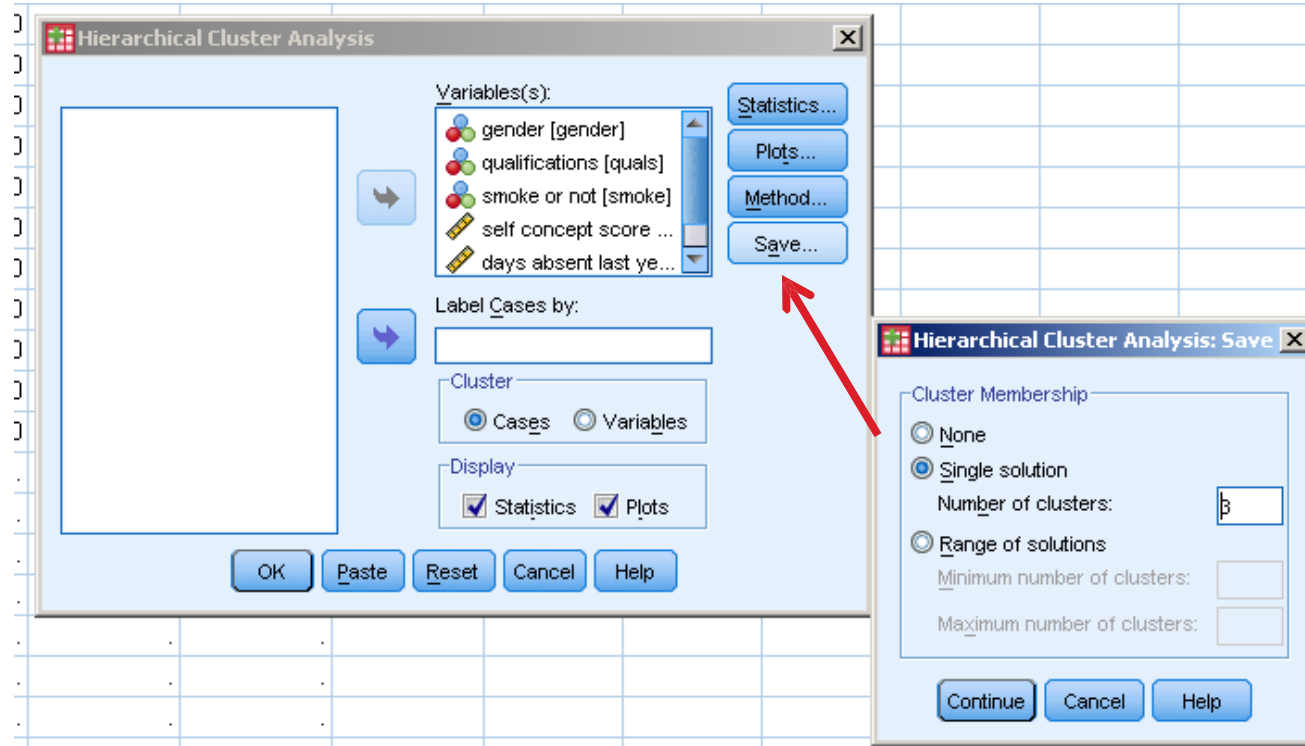 Hierarchical Cluster Analysis
Variables(s):
gender [gender]
qualifications [quals]
smoke or not [smoke]
self concept score ...
days absent last ye...
Statistics...
Plots...
Method...
Save...
Label Cases by:
Cluster
Cases
Variables
Display
Statistics
Plots
OK
Paste
Reset
Cancel
Help
Hierarchical Cluster Analysis: Save
Cluster Membership
None
Single solution
Number of clusters:
3
Range of solutions
Minimum number of clusters:
Maximum number of clusters:
Continue
Cancel
Help